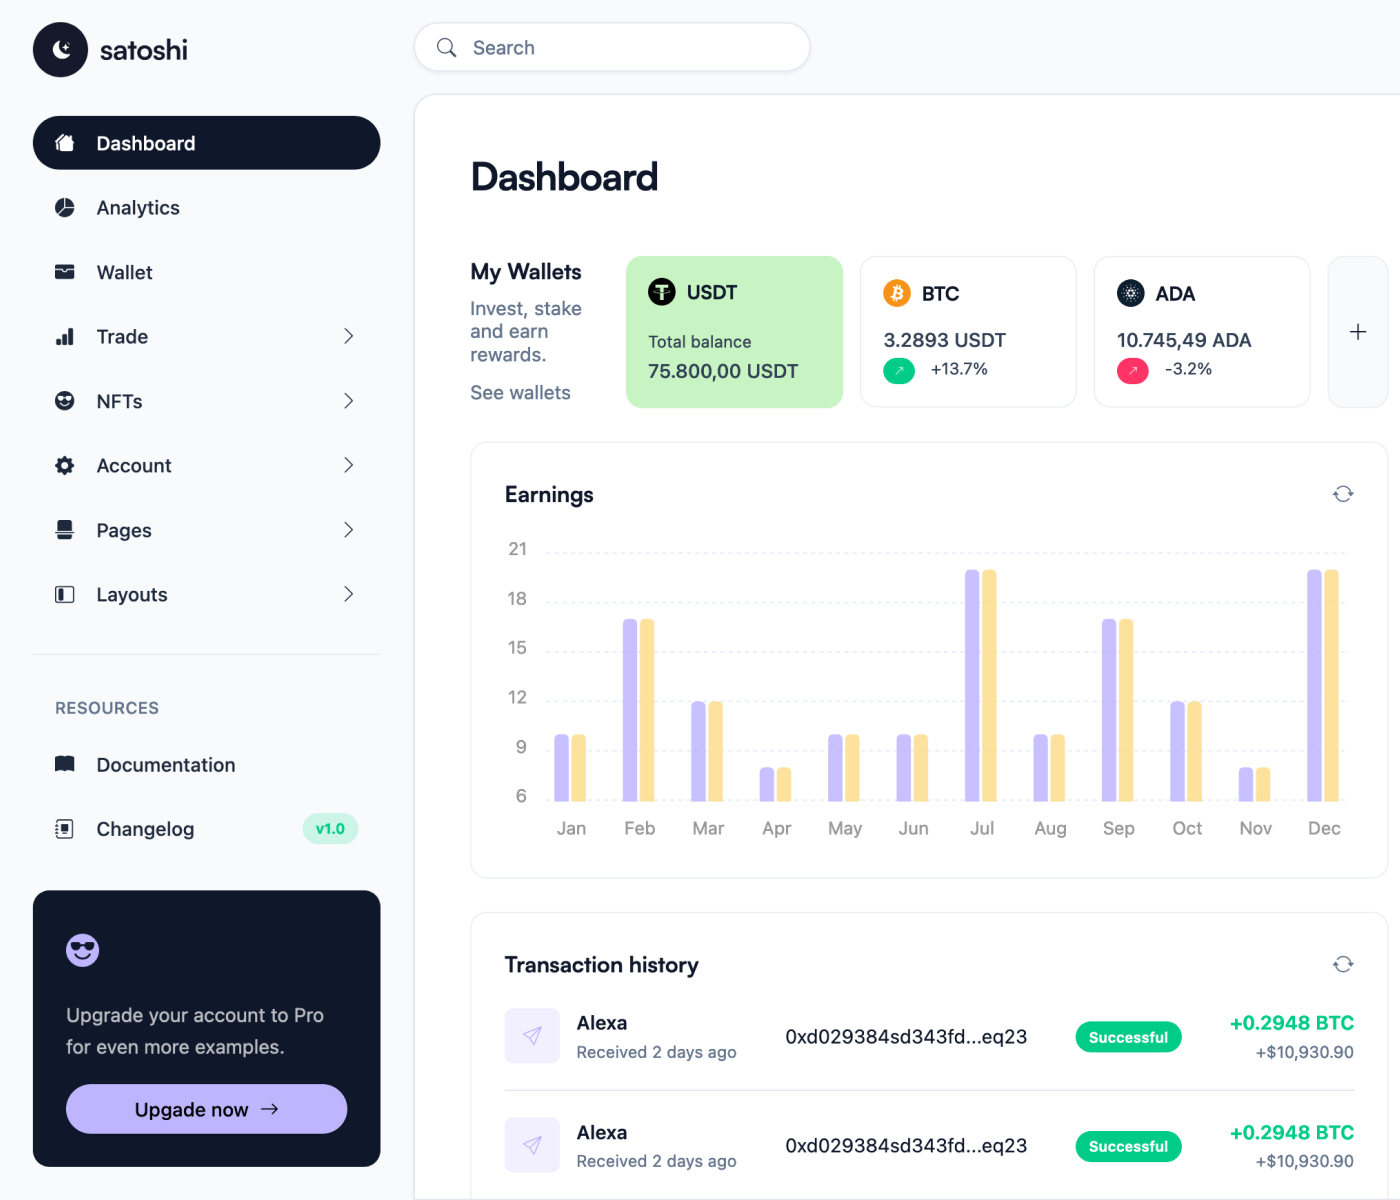 satoshi
Search
Dashboard
Analytics
Wallet
Trade
NFTs
Account
Pages
Layouts
RESOURCES
Documentation
Changelog
v1.0
Upgrade your account to Pro
for even more examples.
Upgade now
Dashboard
My Wallets
Invest, stake
and earn
rewards.
See wallets
USDT
Total balance
75.800,00 USDT
BTC
3.2893 USDT
+13.7%
ADA
10.745,49 ADA
-3.2%
Earnings
21
18
15
12
9
6
Jan Feb Mar Apr May Jun Jul Aug Sep Oct Nov Dec
Transaction history
Alexa
Received 2 days ago
0xd029384sd343fd...eq23
Successful
+0.2948 BTC
+$10,930.90
Alexa
Received 2 days ago
0xd029384sd343fd...eq23
Successful
+0.2948 BTC
+$10,930.90